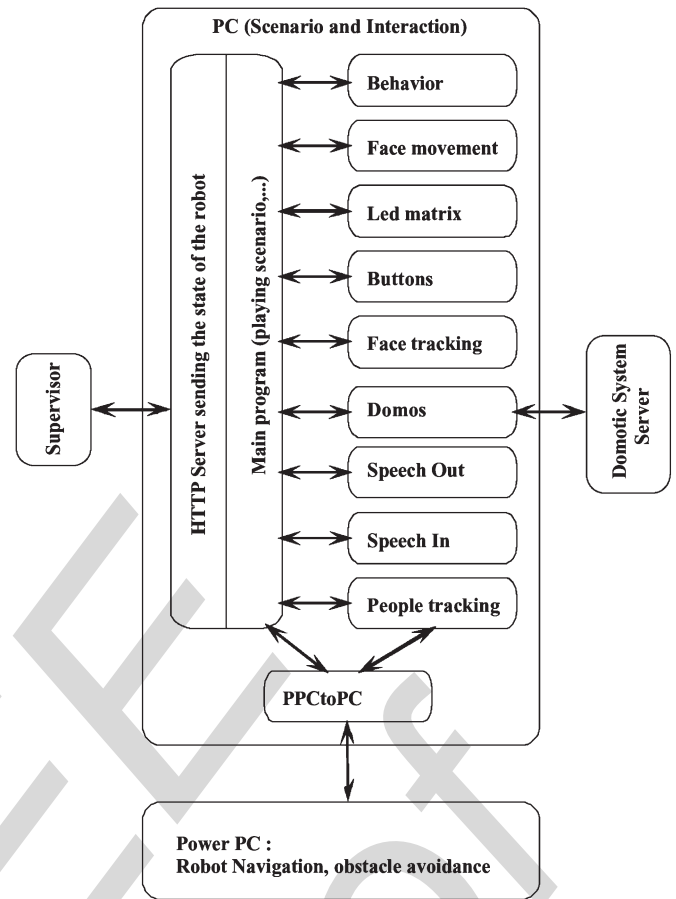 PC (Scenario and Interaction)
HTTP Server sending the state of the robot
Main program (playing scenario,...)
Behavior
Face movement
Led matrix
Buttons
Face tracking
Domos
Speech Out
Speech In
People tracking
Supervisor
Domotic System
Server
PPCtoPC
Power PC :
Robot Navigation, obstacle avoidance